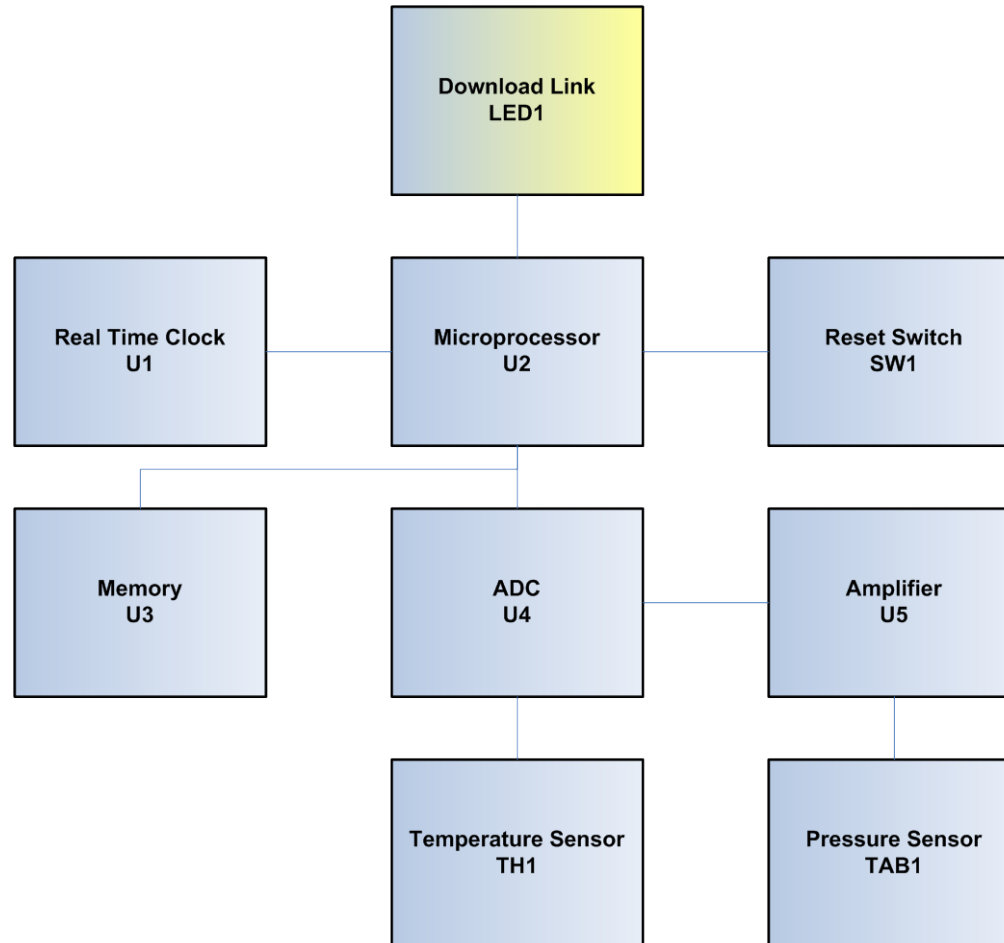 Download Link
LED1
Real Time Clock
U1
Microprocessor
U2
Reset Switch
SW1
Memory
U3
ADC
U4
Amplifier
U5
Temperature Sensor
TH1
Pressure Sensor
TAB1